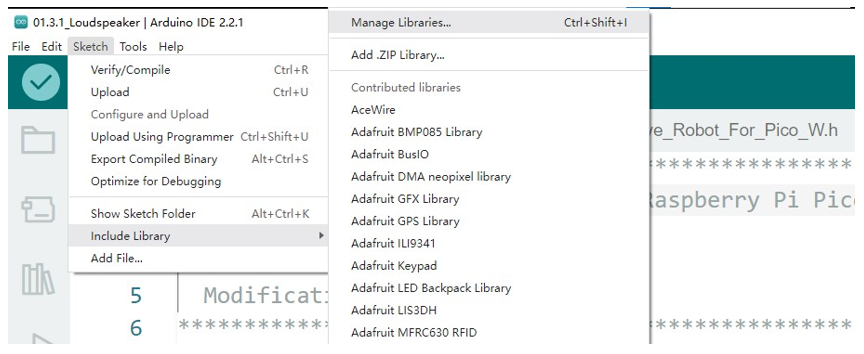 01.3.1_Loudspeaker | Arduino IDE 2.2.1
File Edit Sketch Tools Help
Verify/Compile Ctrl+R
Upload Ctrl+U
Configure and Upload
Upload Using Programmer Ctrl+Shift+U
Export Compiled Binary Alt+Ctrl+S
Optimize for Debugging
Show Sketch Folder Alt+Ctrl+K
Include Library
Add File...
Manage Libraries... Ctrl+Shift+I
Add .ZIP Library...
Contributed libraries
AceWire
Adafruit BMP085 Library
Adafruit BusIO
Adafruit DMA neopixel library
Adafruit GFX Library
Adafruit GPS Library
Adafruit ILI9341
Adafruit Keypad
Adafruit LED Backpack Library
Adafruit LIS3DH
Adafruit MFRC630 RFID
ve_Robot_For_Pico_W.h
****************
Raspberry Pi Pico
5 Modificati
6 ****************************